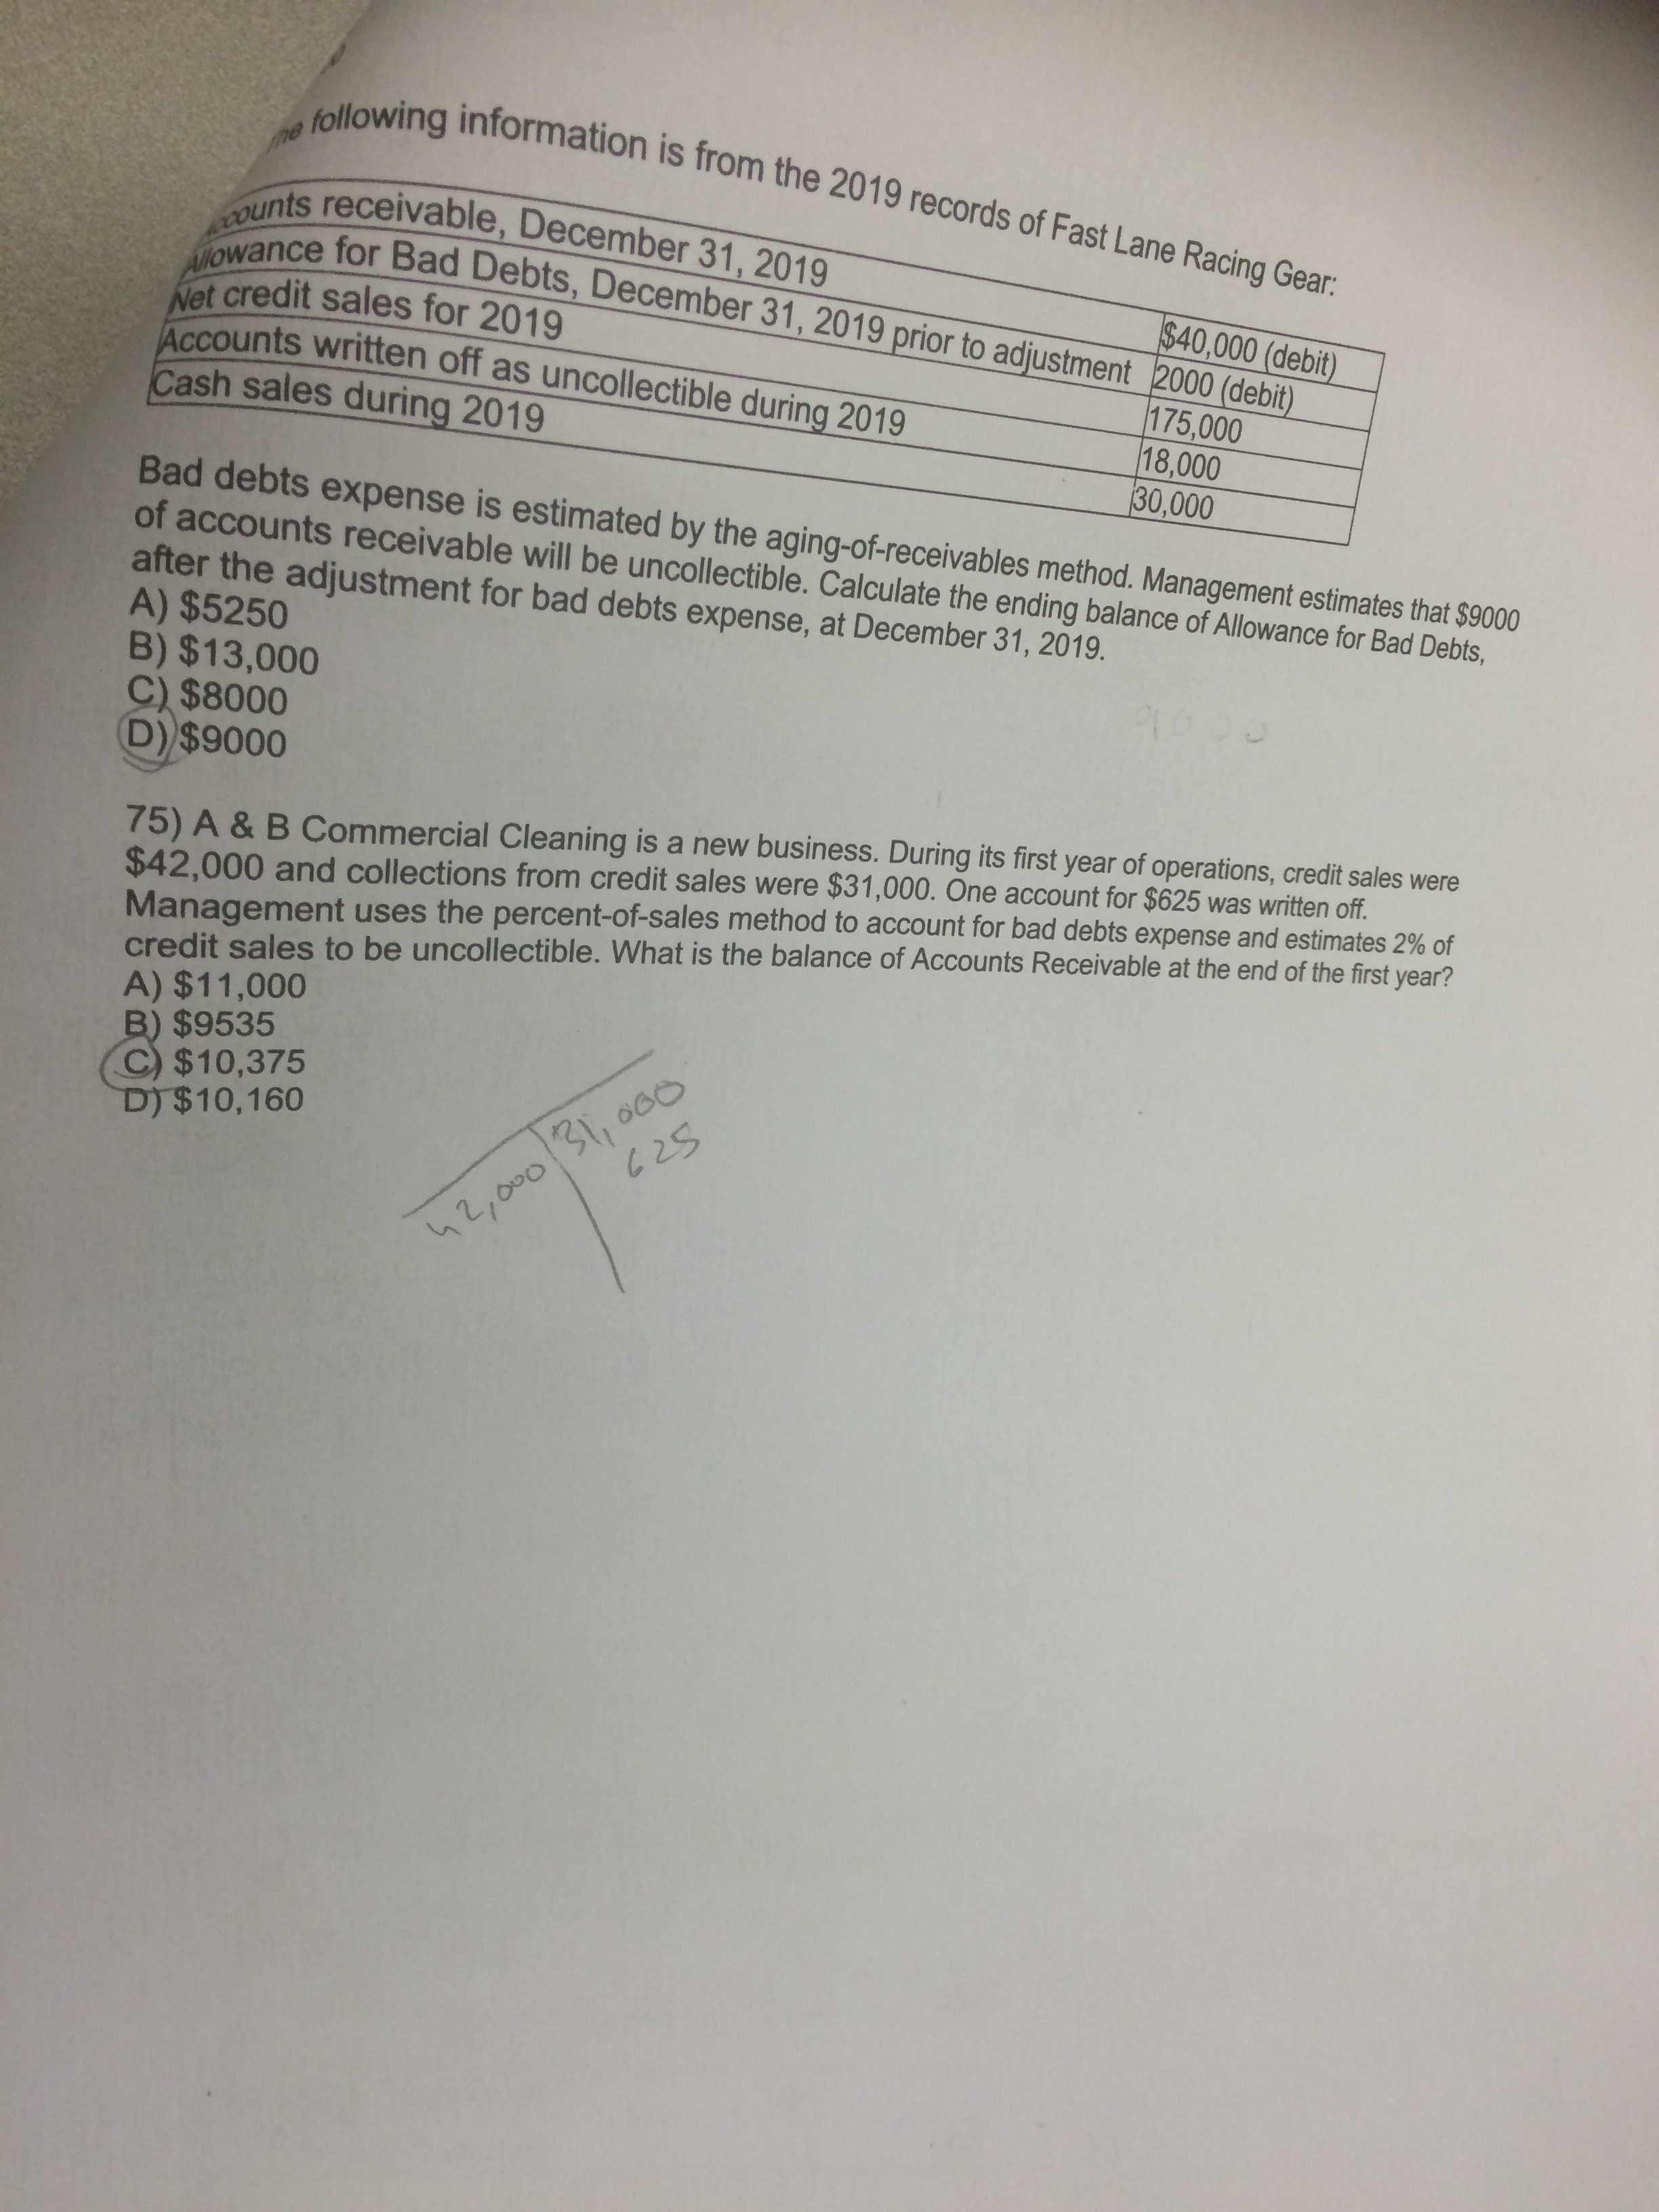 following information is from the 2019 records of Fast Lane Racing Gear:
ccounts receivable, December 31, 2019 $40,000 (debit)
Allowance for Bad Debts, December 31, 2019 prior to adjustment 2000 (debit)
Net credit sales for 2019 175,000
Accounts written off as uncollectible during 2019 18,000
Cash sales during 2019 30,000
Bad debts expense is estimated by the aging-of-receivables method. Management estimates that $9000
of accounts receivable will be uncollectible. Calculate the ending balance of Allowance for Bad Debts,
after the adjustment for bad debts expense, at December 31, 2019.
A) $5250
B) $13,000
C) $8000
D) $9000
9000
75) A & B Commercial Cleaning is a new business. During its first year of operations, credit sales were
$42,000 and collections from credit sales were $31,000. One account for $625 was written off.
Management uses the percent-of-sales method to account for bad debts expense and estimates 2% of
credit sales to be uncollectible. What is the balance of Accounts Receivable at the end of the first year?
A) $11,000
B) $9535
C) $10,375
D) $10,160
42,000 31,000
625